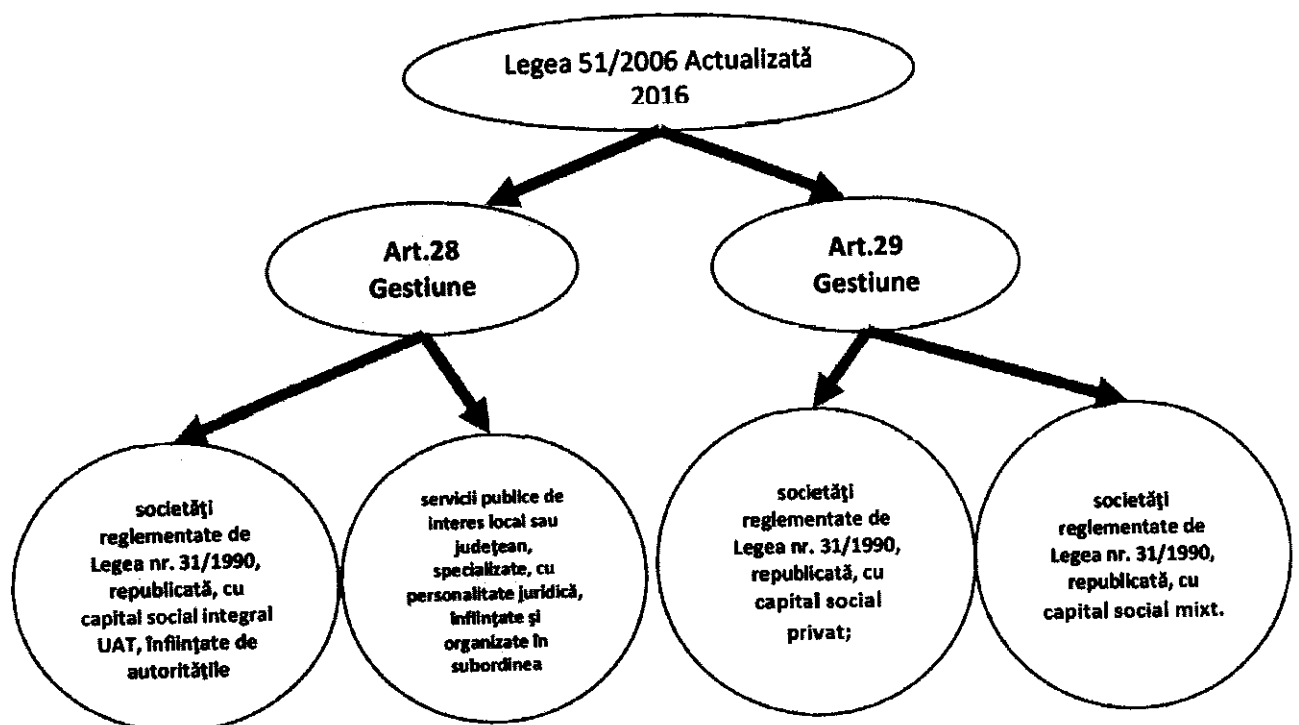 Legea 51/2006 Actualizată
2016
Art.28
Gestiune
Art.29
Gestiune
societăţi
reglementate de
Legea nr. 31/1990,
republicată, cu
capital social integral
UAT, înfiinţate de
autorităţile
servicii publice de
interes local sau
județean,
specializate, cu
personalitate juridică,
înfiinţate și
organizate în
subordinea
societăţi
reglementate de
Legea nr. 31/1990,
republicată, cu
capital social
privat;
societăţi
reglementate de
Legea nr. 31/1990,
republicată, cu
capital social mixt.